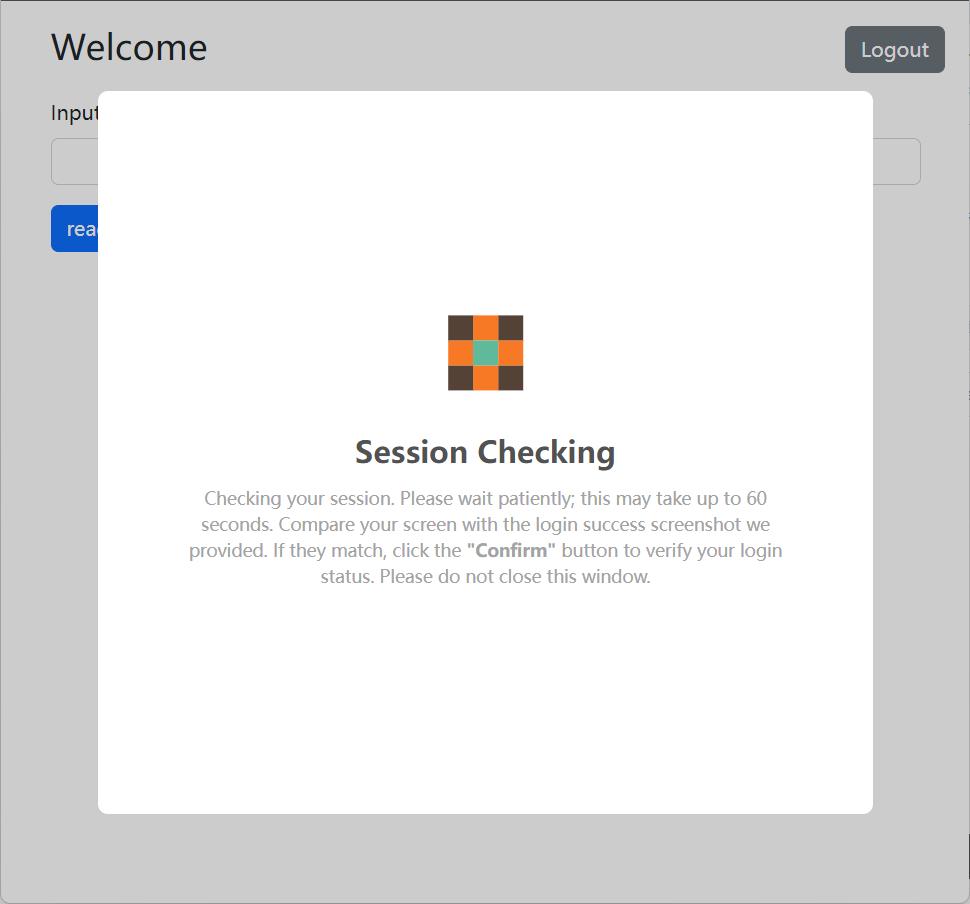 Welcome
Logout
Input
rea
Session Checking
Checking your session. Please wait patiently; this may take up to 60
seconds. Compare your screen with the login success screenshot we
provided. If they match, click the "Confirm" button to verify your login
status. Please do not close this window.